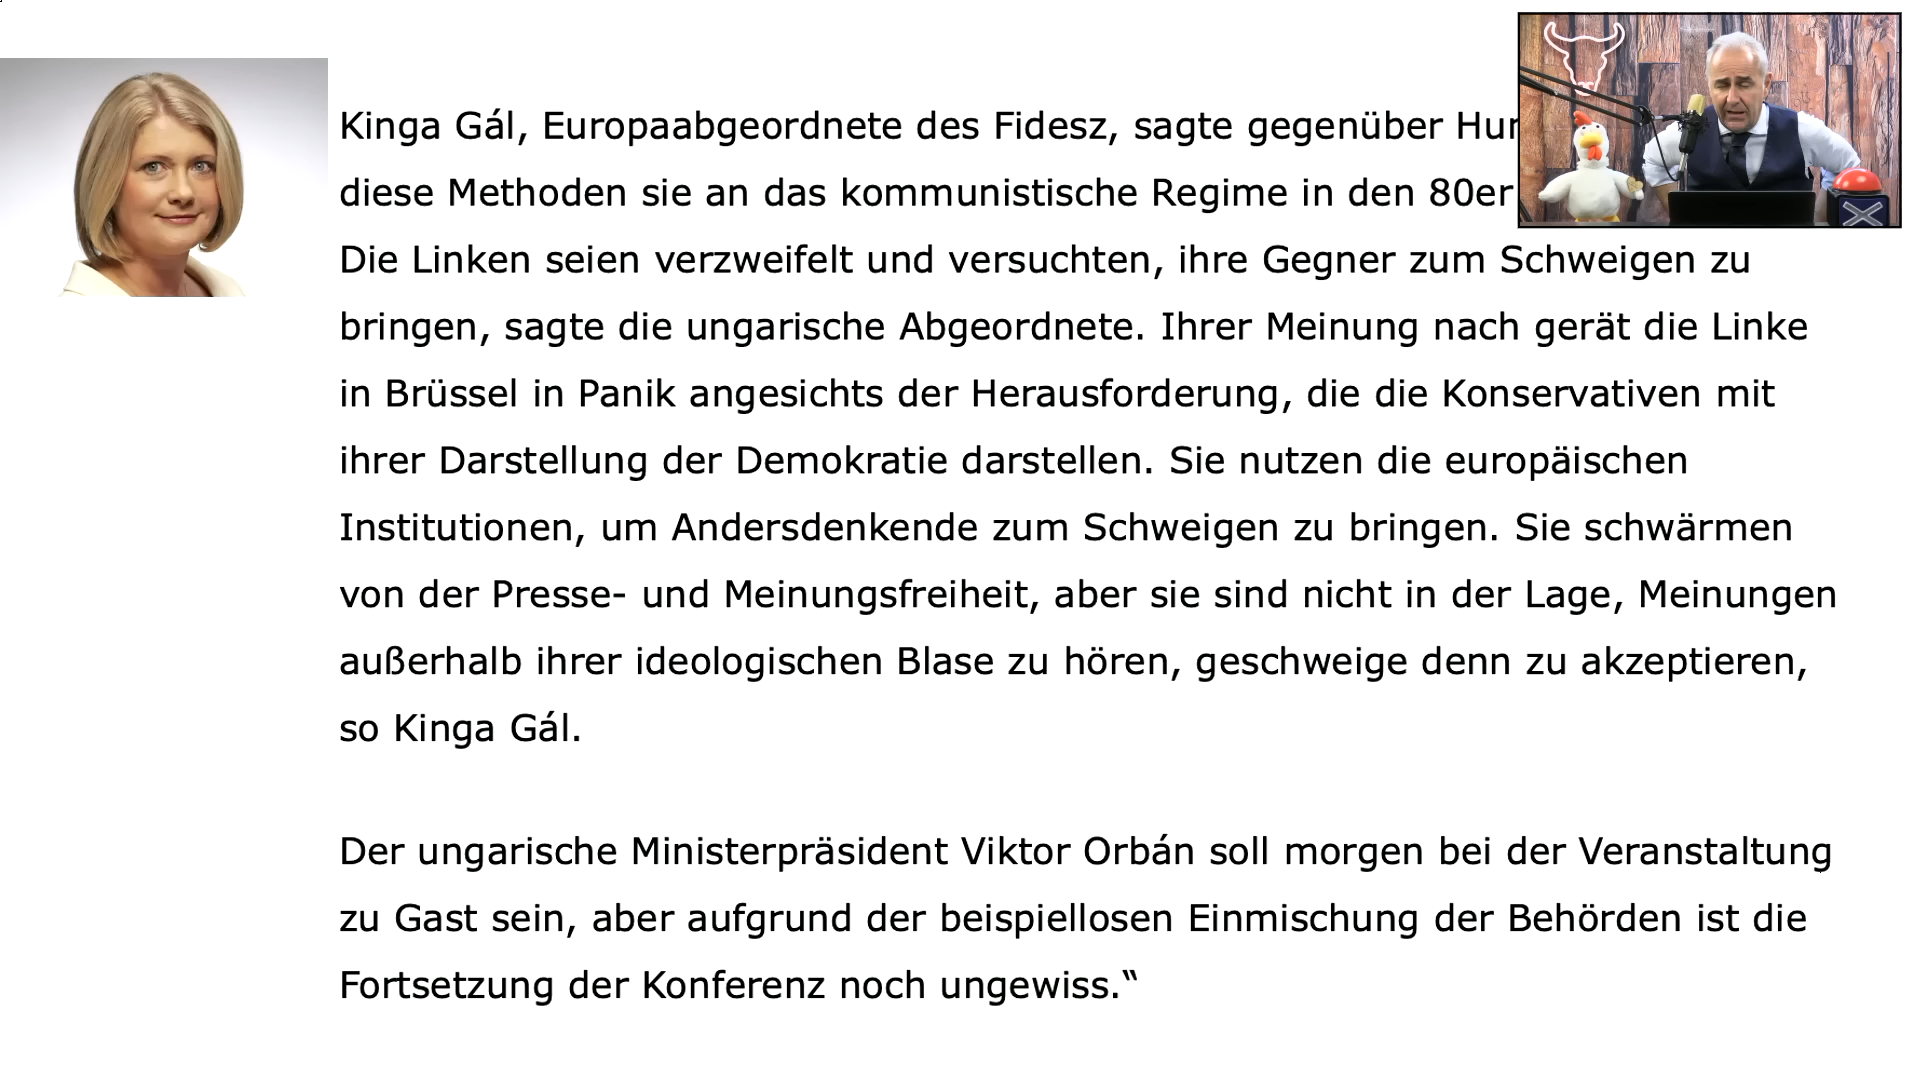 Kinga Gál, Europaabgeordnete des Fidesz, sagte gegenüber
diese Methoden sie an das kommunistische Regime in den 80er
Die Linken seien verzweifelt und versuchten, ihre Gegner zum Schweigen zu
bringen, sagte die ungarische Abgeordnete. Ihrer Meinung nach gerät die Linke
in Brüssel in Panik angesichts der Herausforderung, die die Konservativen mit
ihrer Darstellung der Demokratie darstellen. Sie nutzen die europäischen
Institutionen, um Andersdenkende zum Schweigen zu bringen. Sie schwärmen
von der Presse- und Meinungsfreiheit, aber sie sind nicht in der Lage, Meinungen
außerhalb ihrer ideologischen Blase zu hören, geschweige denn zu akzeptieren,
so Kinga Gál.
Der ungarische Ministerpräsident Viktor Orbán soll morgen bei der Veranstaltung
zu Gast sein, aber aufgrund der beispiellosen Einmischung der Behörden ist die
Fortsetzung der Konferenz noch ungewiss.“